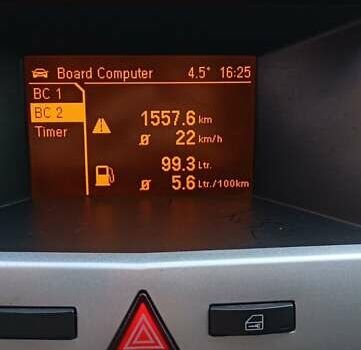 Board Computer 4.5° 16:25
BC 1
BC 2
Timer
1557.6 km
Ø 22 km/h
99.3 Ltr.
Ø 5.6 Ltr./100km